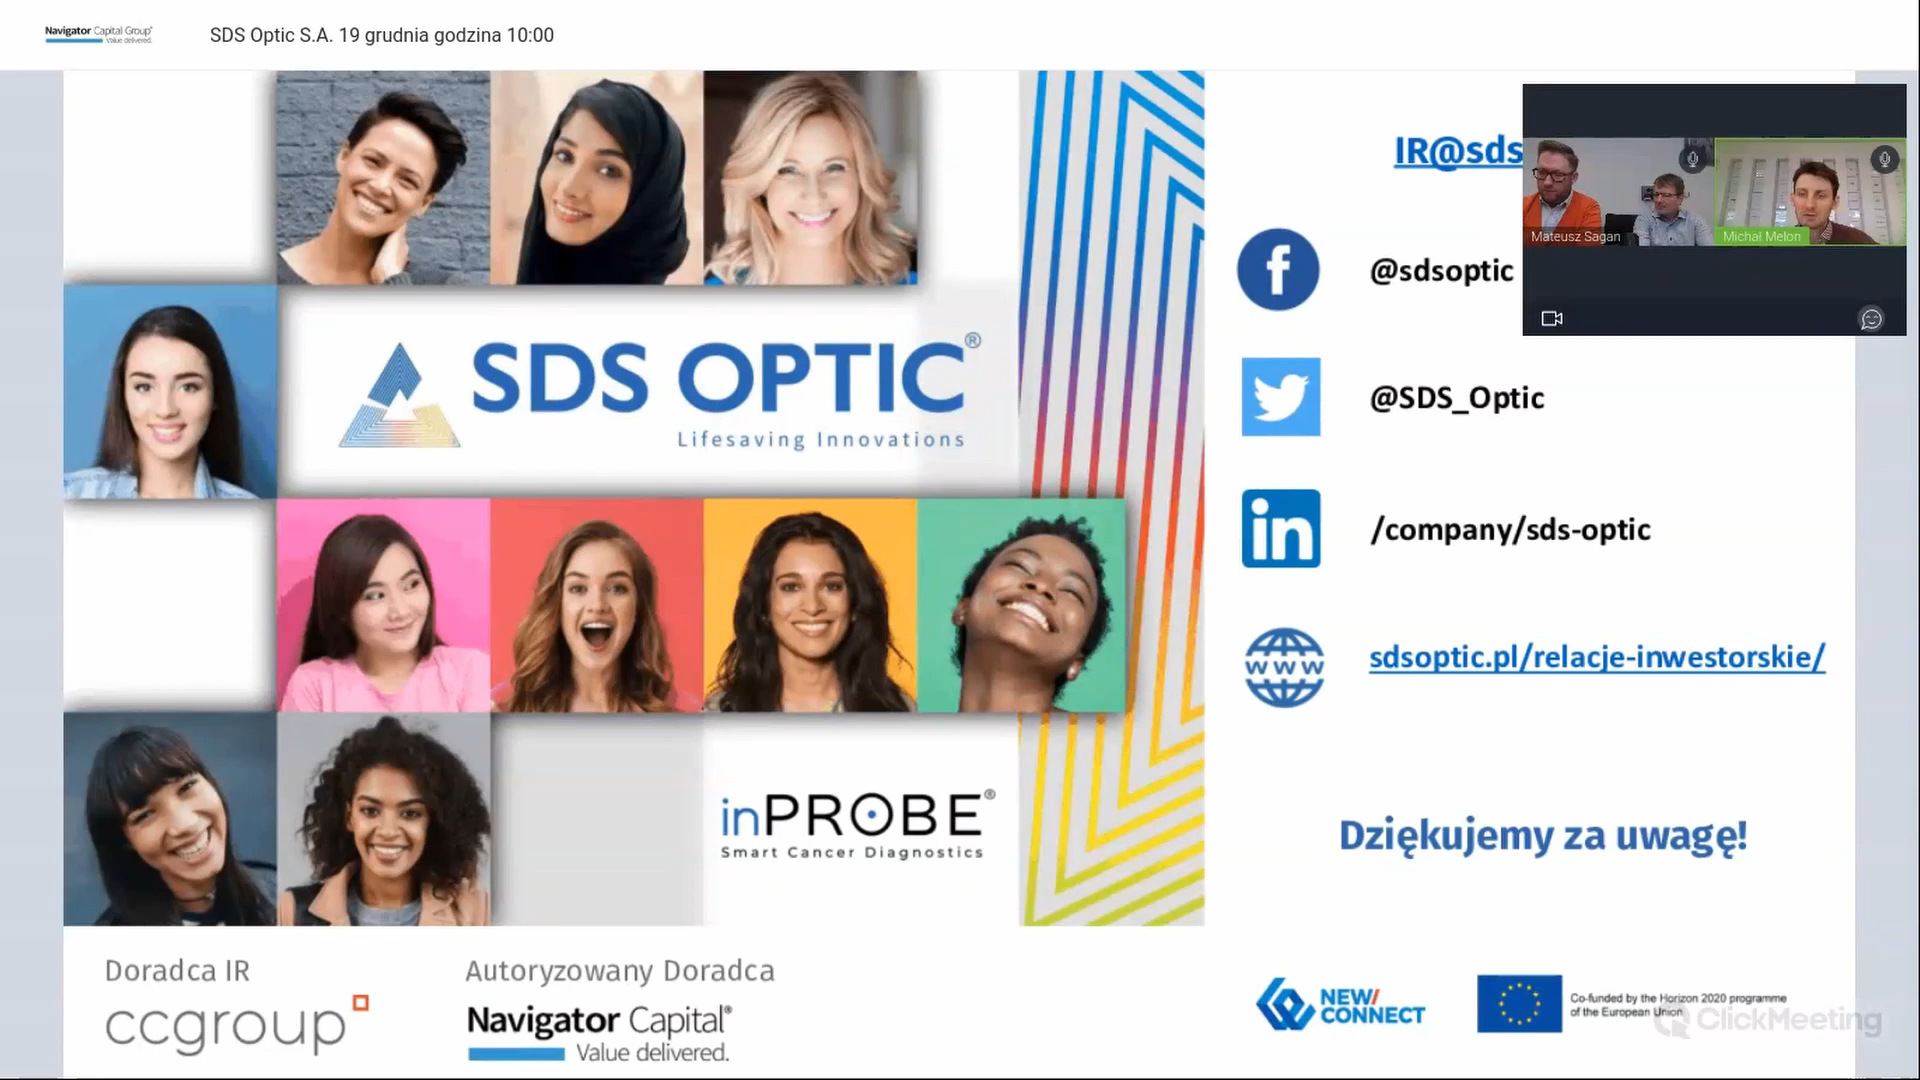 Navigator Capital Group®
Value delivered.
SDS Optic S.A. 19 grudnia godzina 10:00
IR@sds
Mateusz Sagan
Michał Melon
@sdsoptic
SDS OPTIC®
Lifesaving Innovations
@SDS_Optic
in
/company/sds-optic
www
sdsoptic.pl/relacje-inwestorskie/
inPROBE®
Smart Cancer Diagnostics
Dziękujemy za uwagę!
Doradca IR
ccgroup
Autoryzowany Doradca
Navigator Capital®
Value delivered.
NEW/
CONNECT
Co-funded by the Horizon 2020 programme
of the European Union
ClickMeeting